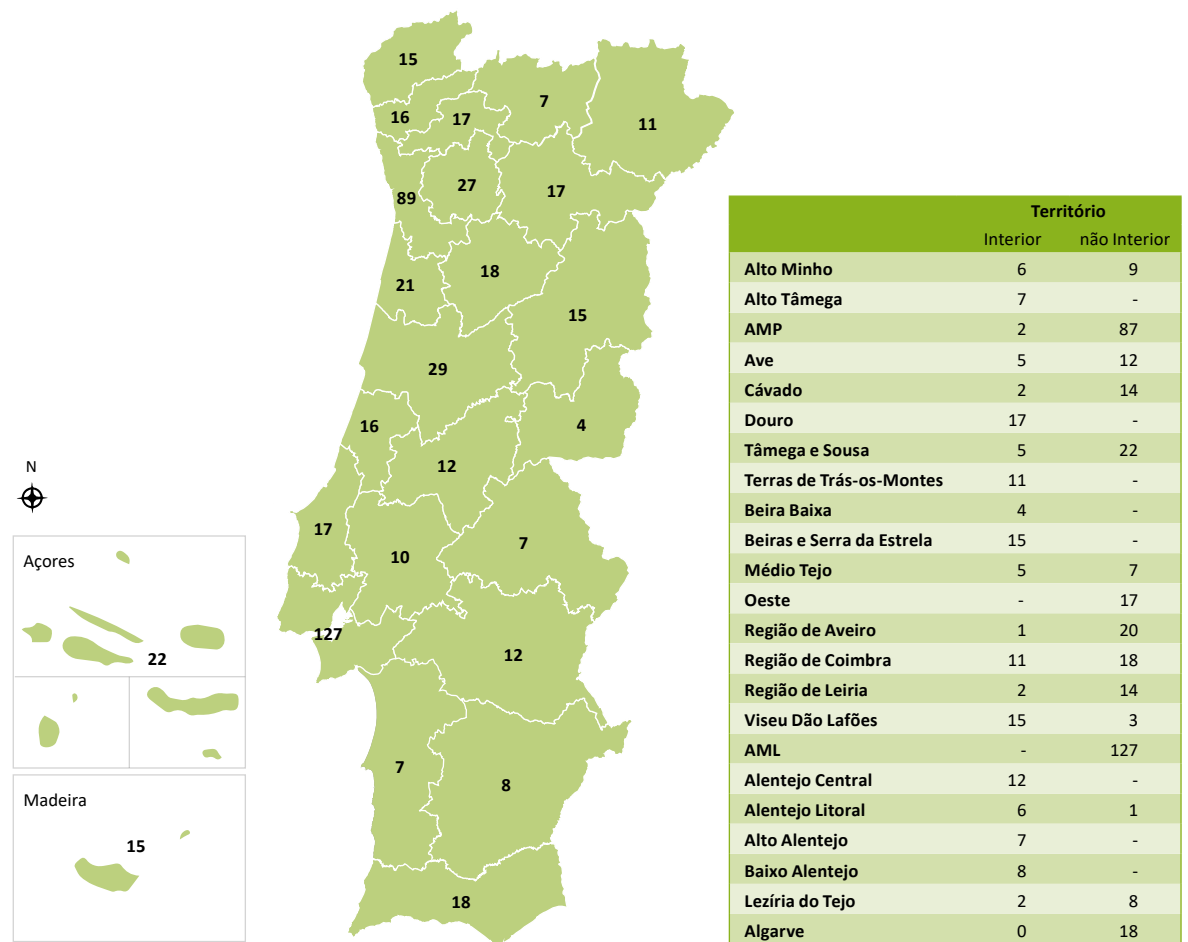 15
7
16
17
11
27
89
17
18
21
15
29
16
4
12
N
17
10
7
Açores
127
22
12
7
8
Madeira
15
18
Território
Interior não Interior
Alto Minho 6 9
Alto Tâmega 7 -
AMP 2 87
Ave 5 12
Cávado 2 14
Douro 17 -
Tâmega e Sousa 5 22
Terras de Trás-os-Montes 11 -
Beira Baixa 4 -
Beiras e Serra da Estrela 15 -
Médio Tejo 5 7
Oeste - 17
Região de Aveiro 1 20
Região de Coimbra 11 18
Região de Leiria 2 14
Viseu Dão Lafões 15 3
AML - 127
Alentejo Central 12 -
Alentejo Litoral 6 1
Alto Alentejo 7 -
Baixo Alentejo 8 -
Lezíria do Tejo 2 8
Algarve 0 18